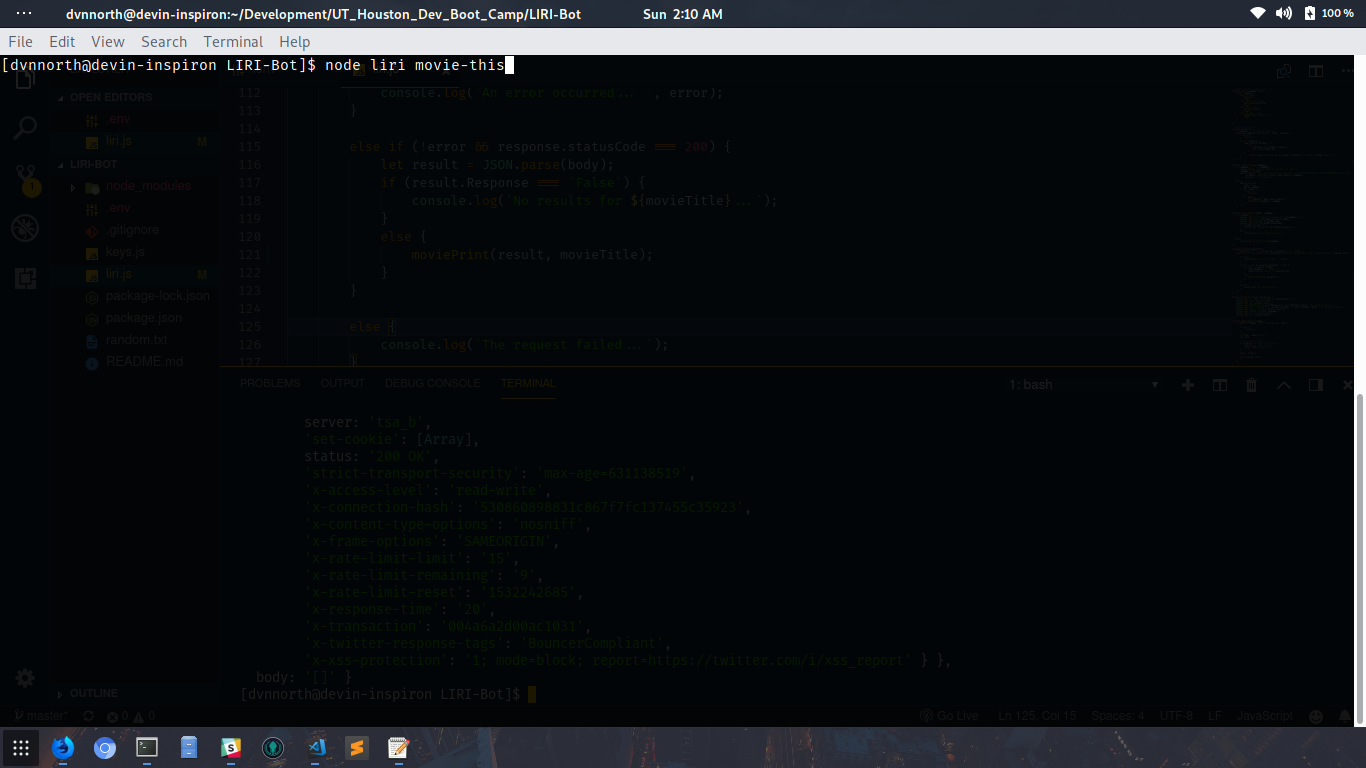 dvnnorth@devin-inspiron:~/Development/UT_Houston_Dev_Boot_Camp/LIRI-Bot
Sun 2:10 AM
100 %
File Edit View Search Terminal Help
[dvnnorth@devin-inspiron LIRI-Bot]$ node liri movie-this
OPEN EDITORS
.env
liri.js M
LIRI-BOT
node_modules
.env
.gitignore
keys.js
liri.js M
package-lock.json
package.json
random.txt
README.md
OUTLINE
112 console.log(`An error occurred... `, error);
113 }
114
115 else if (!error && response.statusCode === 200) {
116 let result = JSON.parse(body);
117 if (result.Response === `False`) {
118 console.log(`No results for ${movieTitle}...`);
119 }
120 else {
121 moviePrint(result, movieTitle);
122 }
123 }
124
125 else {
126 console.log(`The request failed...`);
127 }
PROBLEMS OUTPUT DEBUG CONSOLE TERMINAL 1: bash
server: 'tsa_b',
'set-cookie': [Array],
status: '200 OK',
'strict-transport-security': 'max-age=631138519',
'x-access-level': 'read-write',
'x-connection-hash': '530860898831c867f7fc137455c35923',
'x-content-type-options': 'nosniff',
'x-frame-options': 'SAMEORIGIN',
'x-rate-limit-limit': '15',
'x-rate-limit-remaining': '9',
'x-rate-limit-reset': '1532242685',
'x-response-time': '20',
'x-transaction': '004a6a2d00ac1031',
'x-twitter-response-tags': 'BouncerCompliant',
'x-xss-protection': '1; mode=block; report=https://twitter.com/i/xss_report' } },
body: '[]' }
[dvnnorth@devin-inspiron LIRI-Bot]$
master* 0 0 Go Live Ln 125, Col 15 Spaces: 4 UTF-8 LF JavaScript